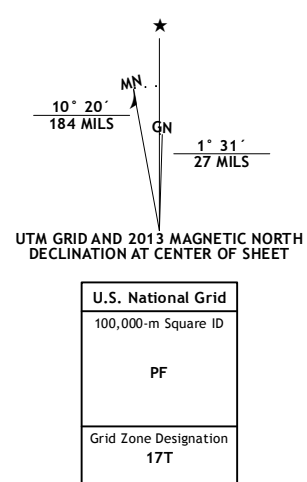 ★
MN
10° 20´
184 MILS
GN
1° 31´
27 MILS
UTM GRID AND 2013 MAGNETIC NORTH
DECLINATION AT CENTER OF SHEET
U.S. National Grid
100,000-m Square ID
PF
Grid Zone Designation
17T